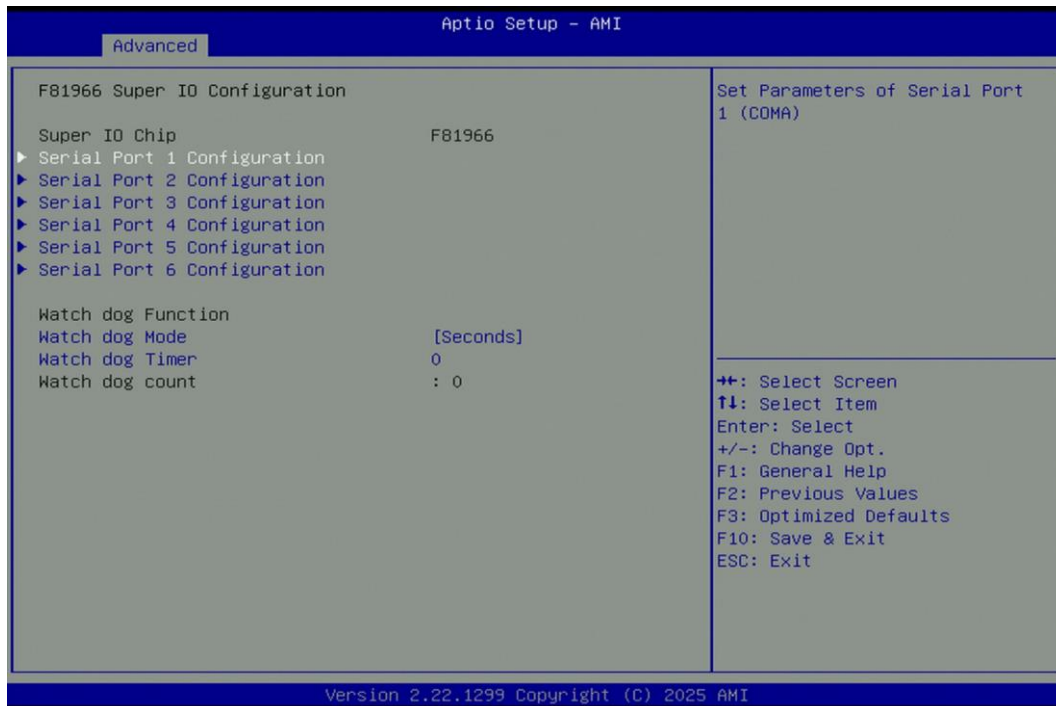 Aptio Setup - AMI
Advanced
F81966 Super IO Configuration
Super IO Chip F81966
▶ Serial Port 1 Configuration
▶ Serial Port 2 Configuration
▶ Serial Port 3 Configuration
▶ Serial Port 4 Configuration
▶ Serial Port 5 Configuration
▶ Serial Port 6 Configuration
Watch dog Function
Watch dog Mode [Seconds]
Watch dog Timer 0
Watch dog count : 0
Set Parameters of Serial Port
1 (COMA)
→←: Select Screen
↑↓: Select Item
Enter: Select
+/-: Change Opt.
F1: General Help
F2: Previous Values
F3: Optimized Defaults
F10: Save & Exit
ESC: Exit
Version 2.22.1299 Copyright (C) 2025 AMI